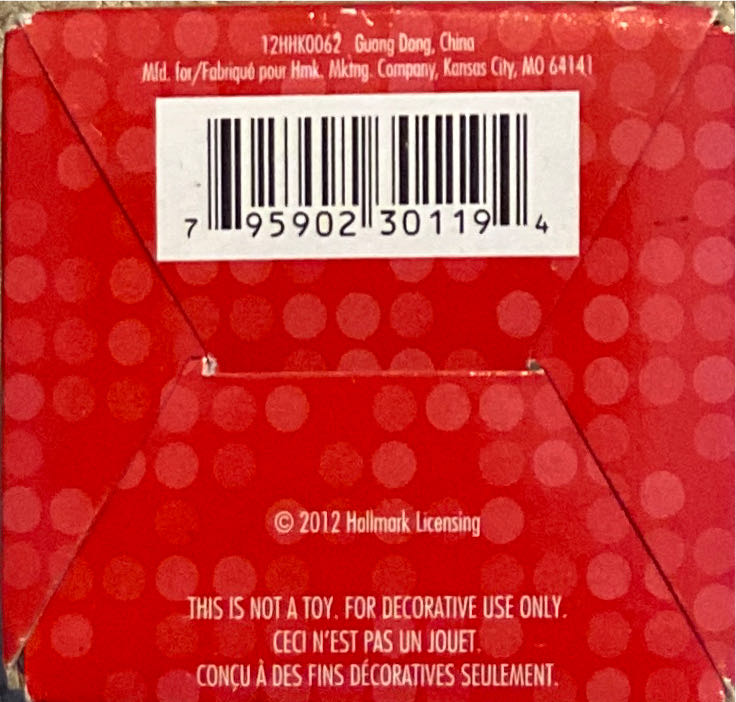 12HHK0062 Guang Dong, China
Mfd. for/Fabriqué pour Hmk. Mktng. Company, Kansas City, MO 64141
7 95902 30119 4
© 2012 Hallmark Licensing
THIS IS NOT A TOY. FOR DECORATIVE USE ONLY.
CECI N'EST PAS UN JOUET.
CONÇU À DES FINS DÉCORATIVES SEULEMENT.